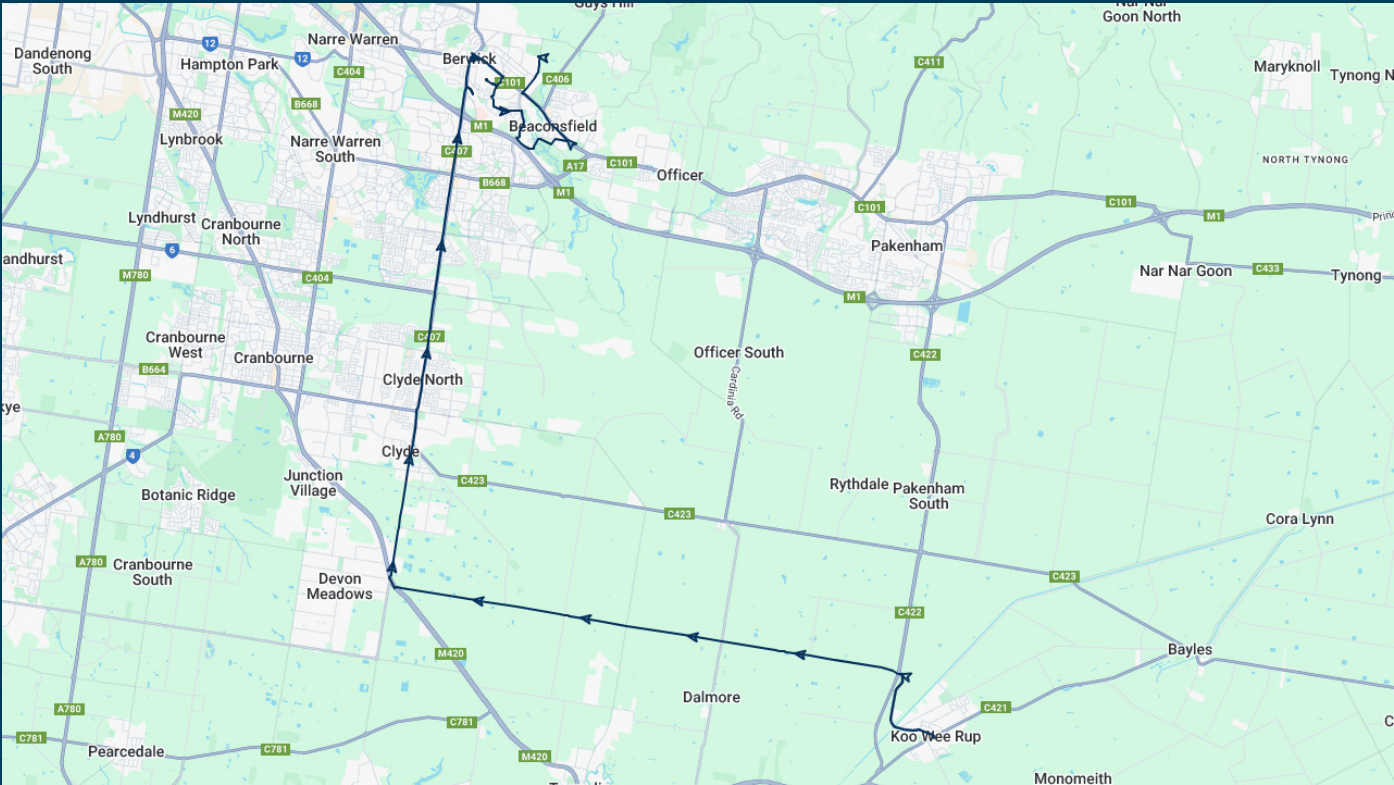 Guys Hill
Nar Nar
Goon North
Dandenong
South
12
Narre Warren
Hampton Park
12
C404
Berwick
C101
C406
C411
Maryknoll
Tynong N
B668
M420
Lynbrook
Narre Warren
South
M1
Beaconsfield
C407
A17
C101
Officer
NORTH TYNONG
B668
M1
C101
C101
M1
Princ
Lyndhurst
Cranbourne
North
6
andhurst
M780
C404
Pakenham
Nar Nar Goon
C433
Tynong
M1
Cranbourne
West
Cranbourne
B664
C407
Clyde North
Officer South
C422
Cardinia Rd
kye
A780
4
Clyde
Junction
Village
C423
Botanic Ridge
Rythdale
Pakenham
South
C423
Cora Lynn
A780
Cranbourne
South
Devon
Meadows
C423
C422
M420
Bayles
Dalmore
A780
C781
C781
C781
Pearcedale
M420
C421
Koo Wee Rup
Monomeith
C